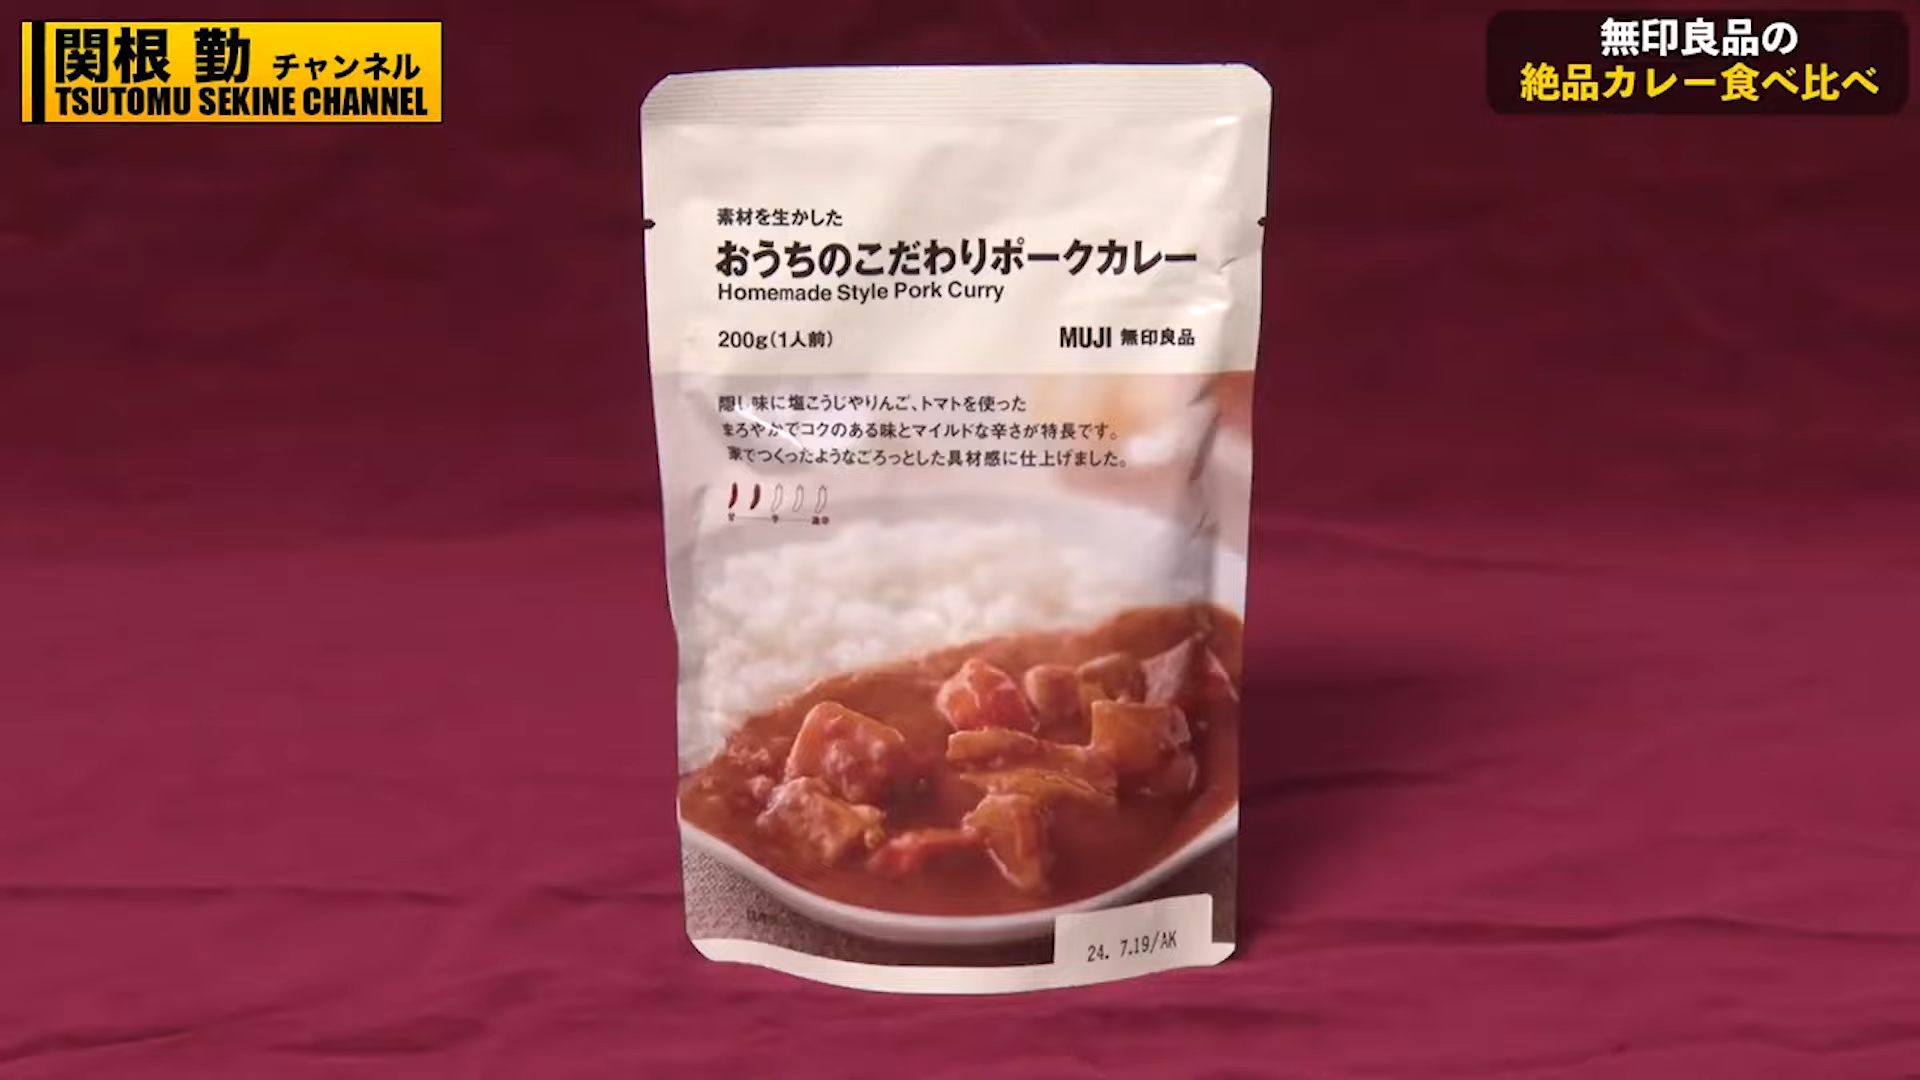 関根 勤 チャンネル
TSUTOMU SEKINE CHANNEL
無印良品の
絶品カレー食べ比べ
素材を生かした
おうちのこだわりポークカレー
Homemade Style Pork Curry
200g(1人前)
MUJI 無印良品
隠し味に塩こうじやりんご、トマトを使った
まろやかでコクのある味とマイルドな辛さが特長です。
家でつくったようなごろっとした具材感に仕上げました。
24. 7.19/AK